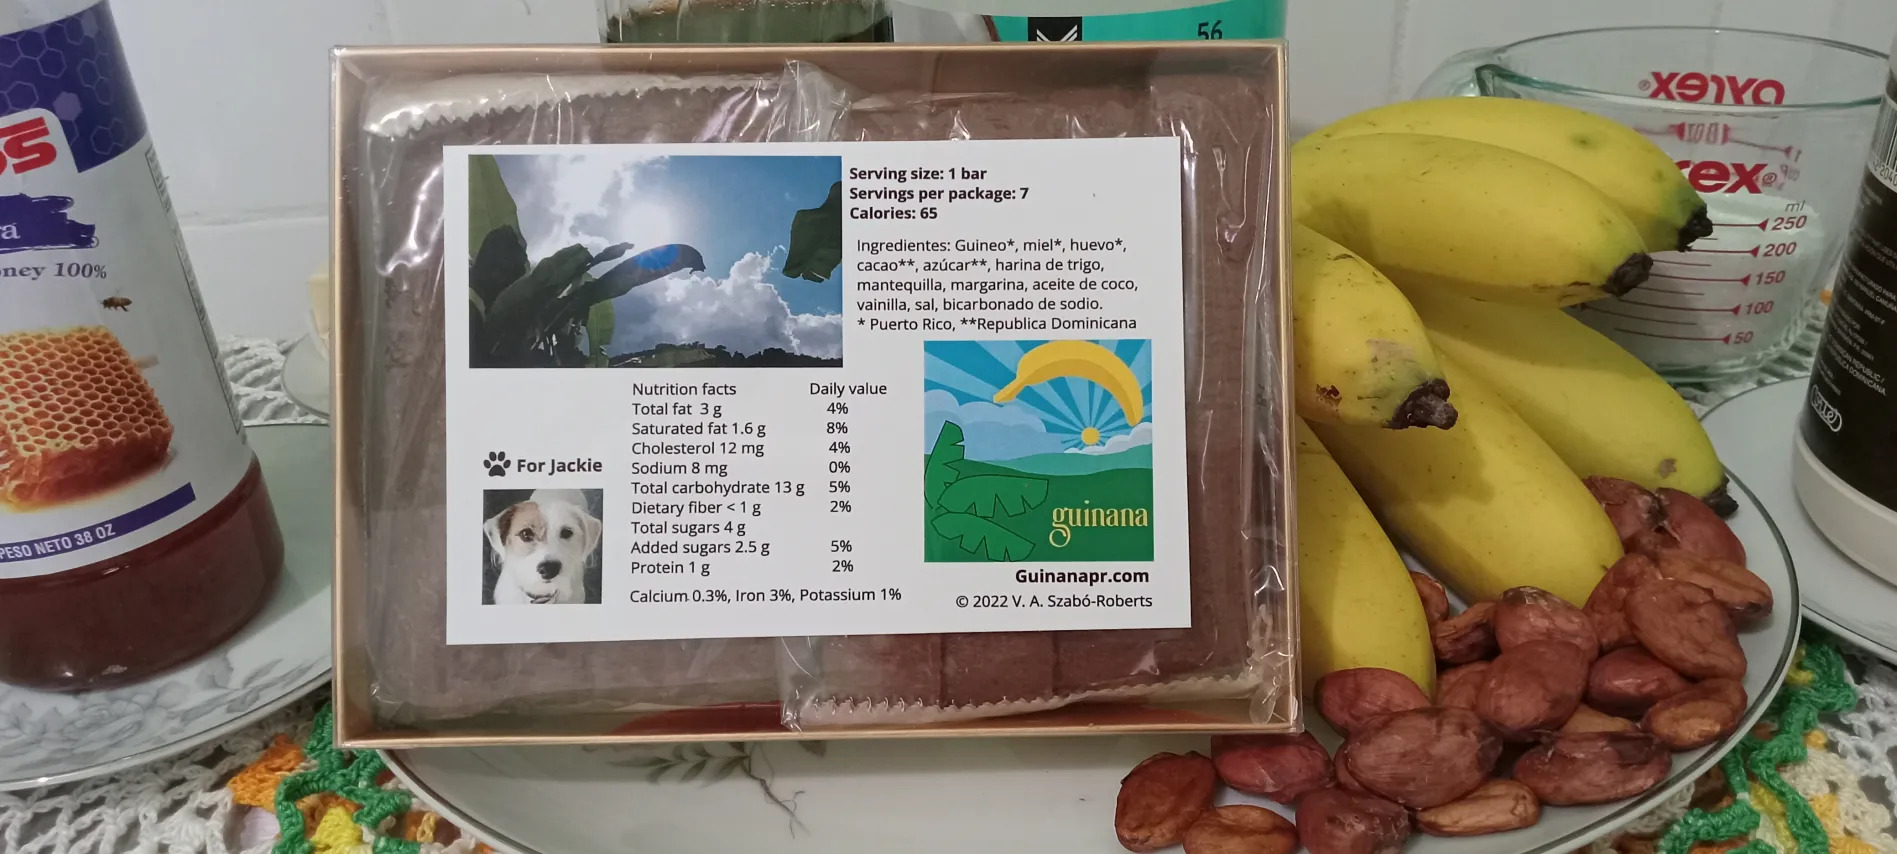 Serving size: 1 bar
Servings per package: 7
Calories: 65
Ingredientes: Guineo*, miel*, huevo*,
cacao**, azúcar**, harina de trigo,
mantequilla, margarina, aceite de coco,
vainilla, sal, bicarbonado de sodio.
* Puerto Rico, **Republica Dominicana
Nutrition facts Daily value
Total fat 3 g 4%
Saturated fat 1.6 g 8%
Cholesterol 12 mg 4%
Sodium 8 mg 0%
Total carbohydrate 13 g 5%
Dietary fiber < 1 g 2%
Total sugars 4 g
Added sugars 2.5 g 5%
Protein 1 g 2%
Calcium 0.3%, Iron 3%, Potassium 1%
For Jackie
guinana
Guinanapr.com
© 2022 V. A. Szabó-Roberts
oney 100%
PESO NETO 38 OZ
56
pyrex®
rex®
ml
250
200
150
100
50